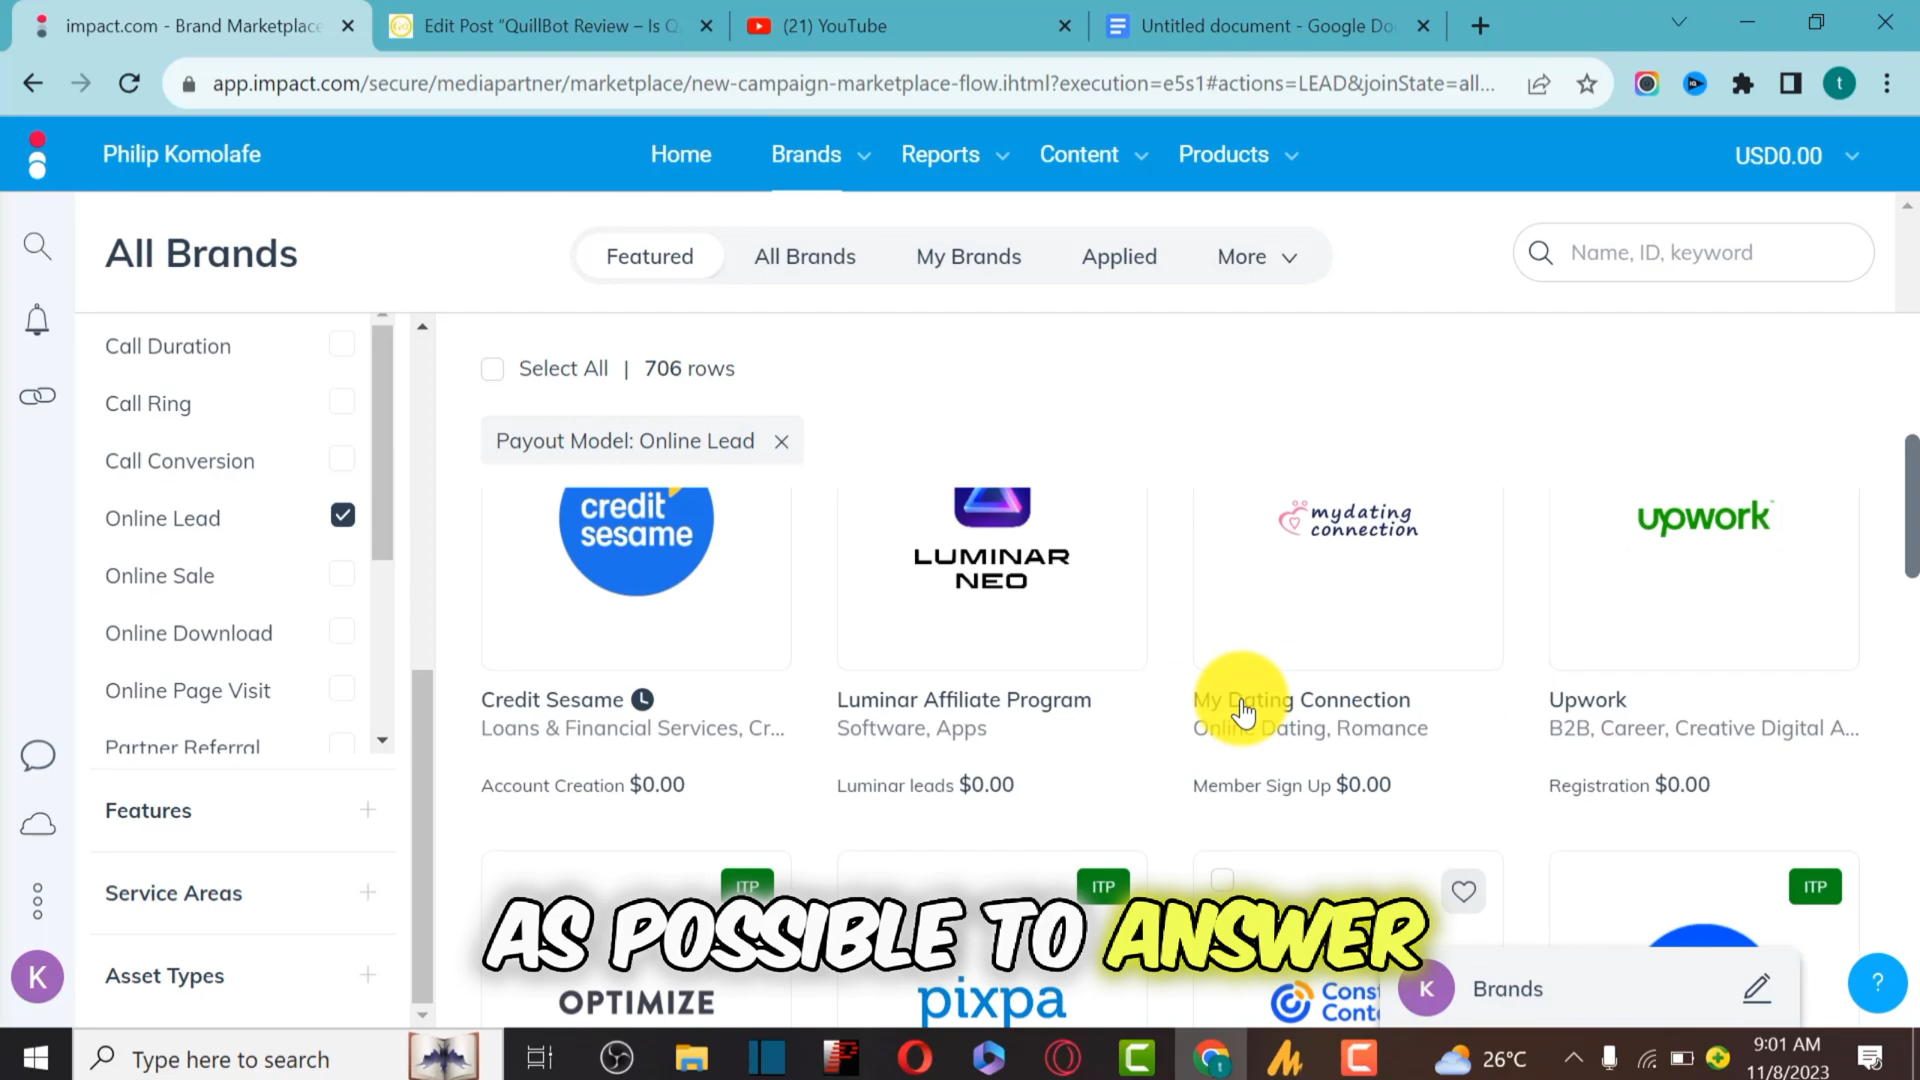 impact.com - Brand Marketplace
Edit Post “QuillBot Review – Is Q
(21) YouTube
Untitled document - Google Do
app.impact.com/secure/mediapartner/marketplace/new-campaign-marketplace-flow.ihtml?execution=e5s1#actions=LEAD&joinState=all...
t
Philip Komolafe
Home
Brands
Reports
Content
Products
USD0.00
All Brands
Featured
All Brands
My Brands
Applied
More
Name, ID, keyword
Call Duration
Call Ring
Call Conversion
Online Lead
Online Sale
Online Download
Online Page Visit
Partner Referral
Features
Service Areas
Asset Types
K
Select All | 706 rows
Payout Model: Online Lead
credit
sesame
LUMINAR
NEO
mydating
connection
upwork
Credit Sesame
Loans & Financial Services, Cr...
Account Creation $0.00
Luminar Affiliate Program
Software, Apps
Luminar leads $0.00
My Dating Connection
Online Dating, Romance
Member Sign Up $0.00
Upwork
B2B, Career, Creative Digital A...
Registration $0.00
ITP
ITP
ITP
AS POSSIBLE TO ANSWER
OPTIMIZE
pixpa
Cons
Conta
K
Brands
?
Type here to search
26°C
9:01 AM
11/8/2023